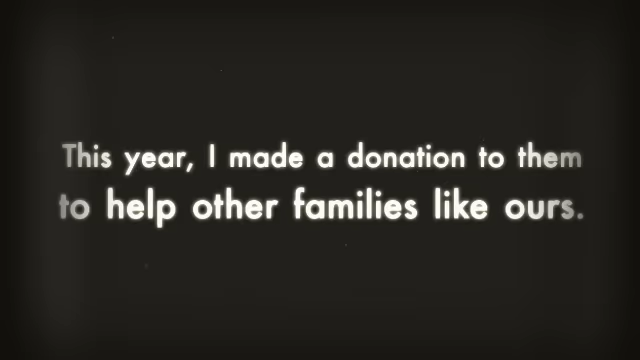 This year, I made a donation to them
to help other families like ours.